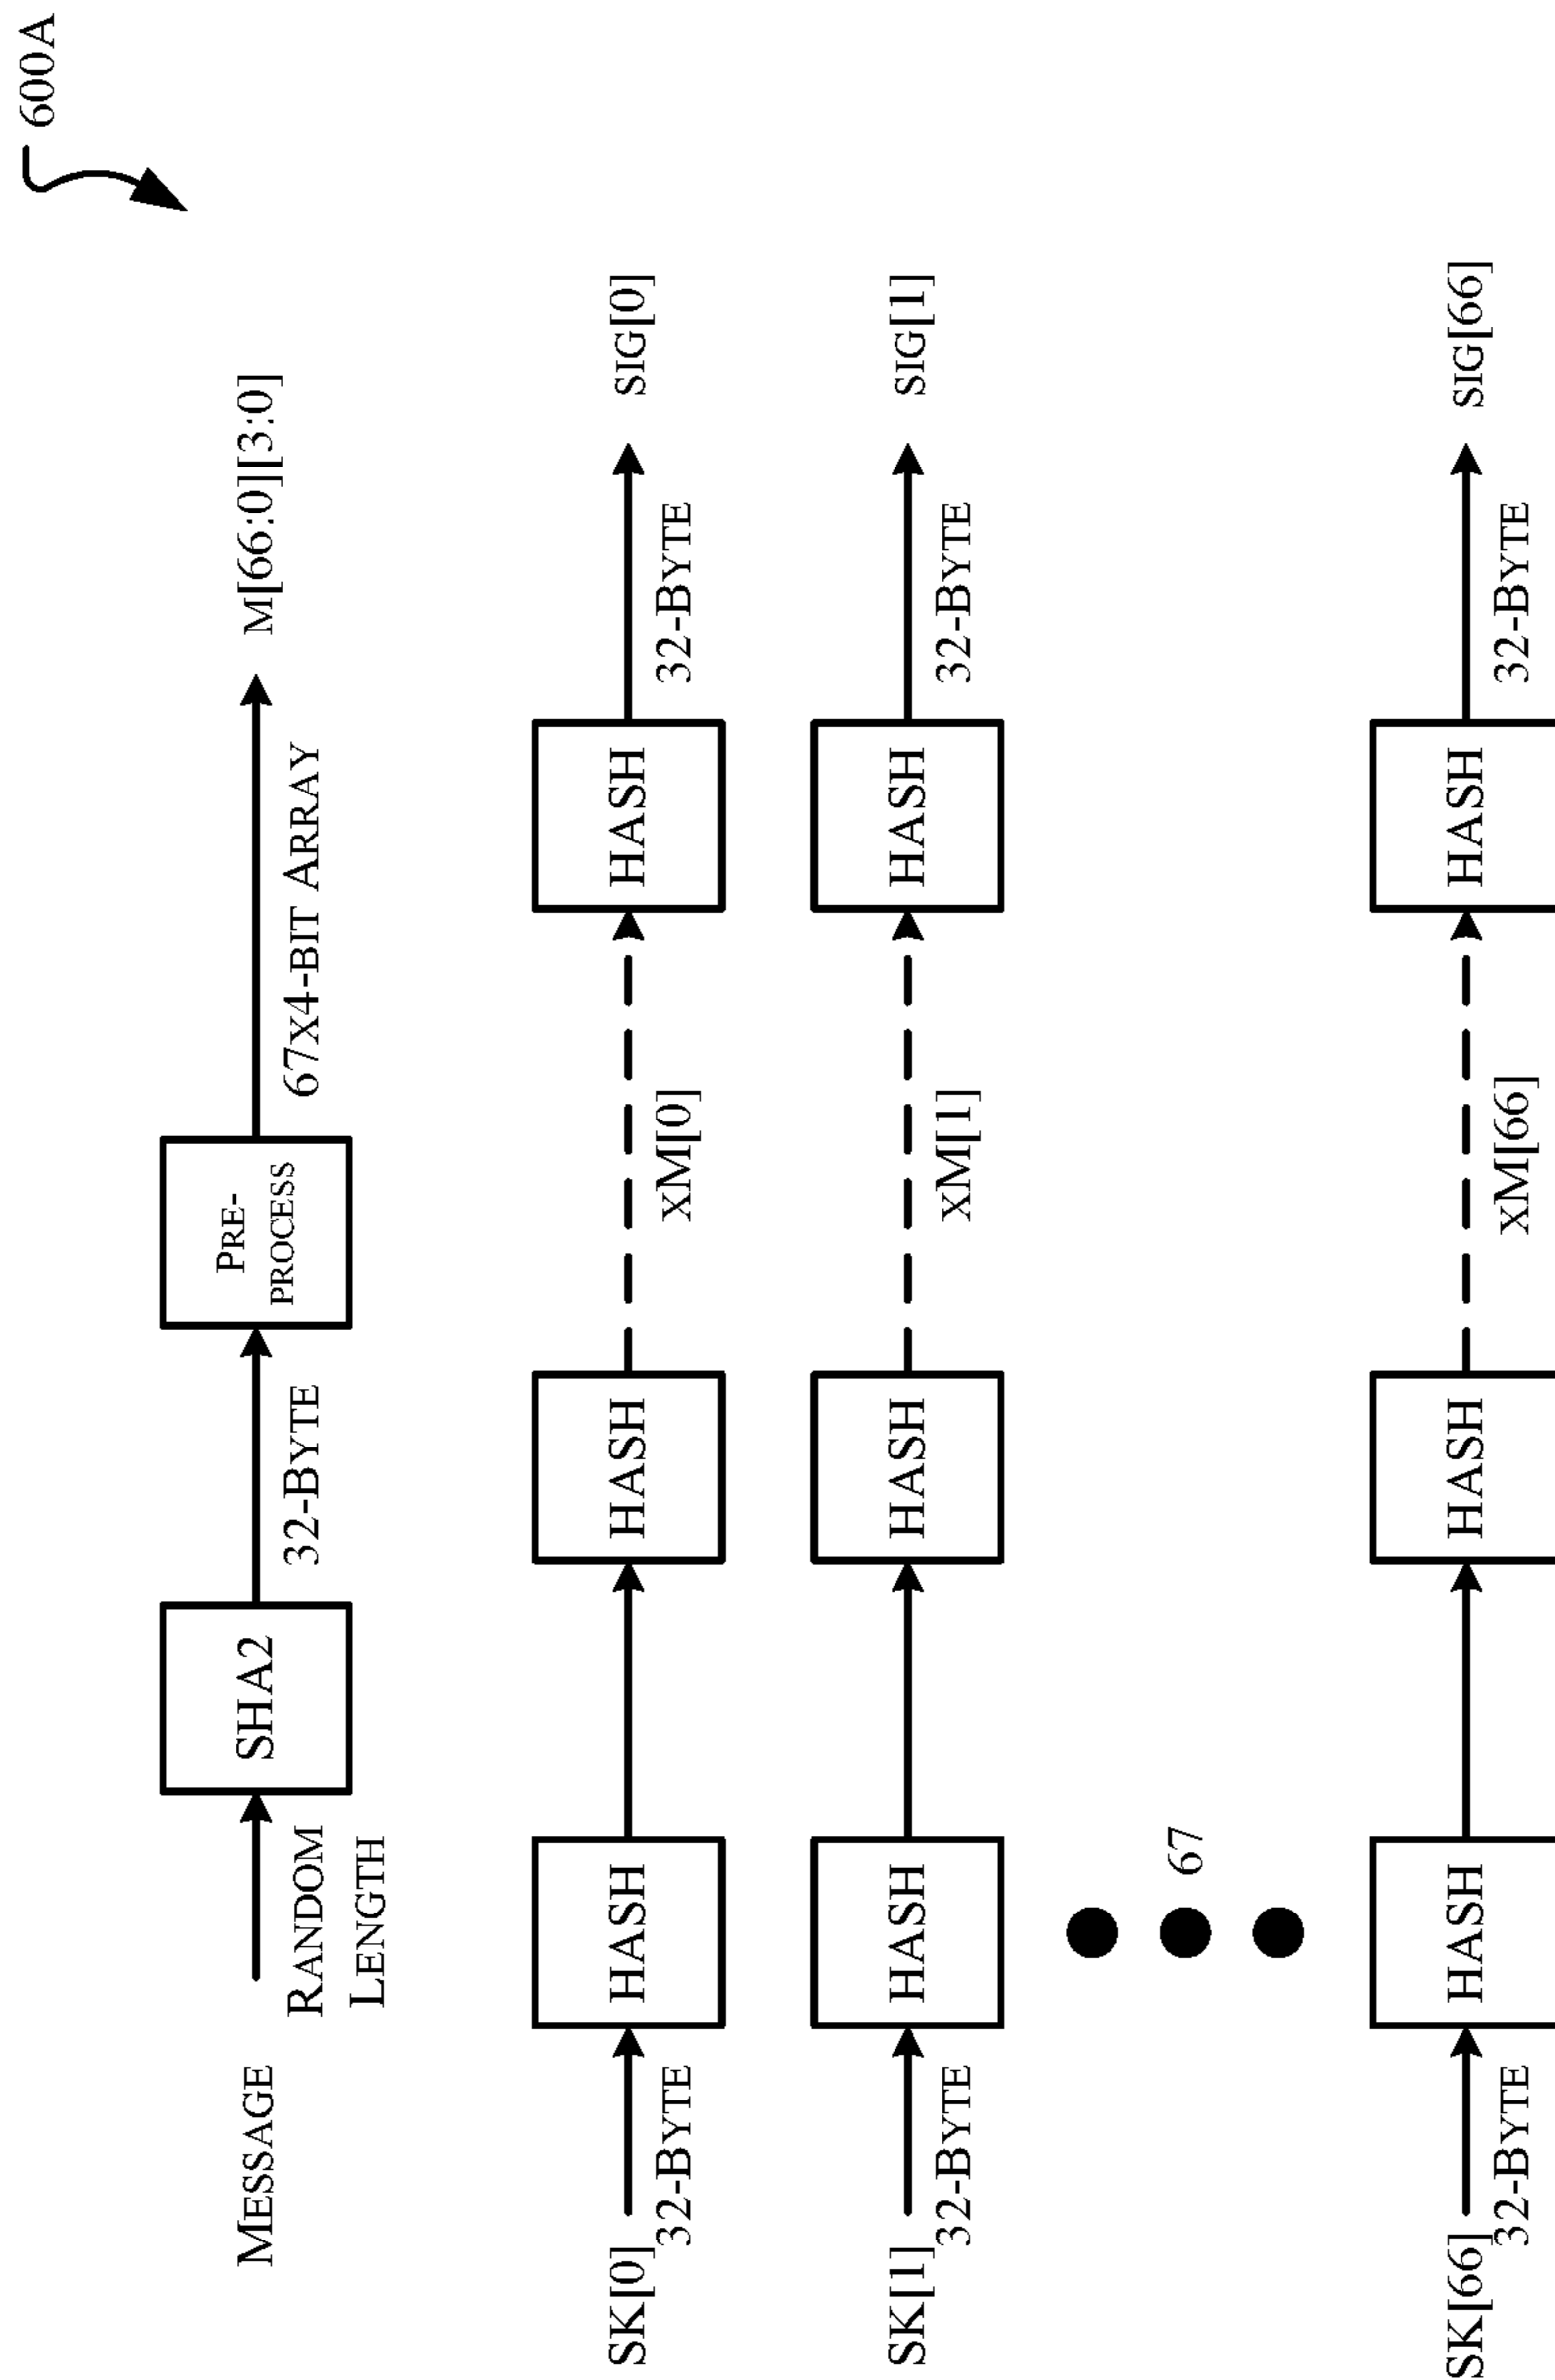 600A
MESSAGE
RANDOM
LENGTH
SHA2
32-BYTE
PRE-
PROCESS
67X4-BIT ARRAY
M[66:0][3:0]
SK[0]
32-BYTE
HASH
HASH
XM[0]
HASH
32-BYTE
SIG[0]
SK[1]
32-BYTE
HASH
HASH
XM[1]
HASH
32-BYTE
SIG[1]
67
SK[66]
32-BYTE
HASH
HASH
XM[66]
HASH
32-BYTE
SIG[66]